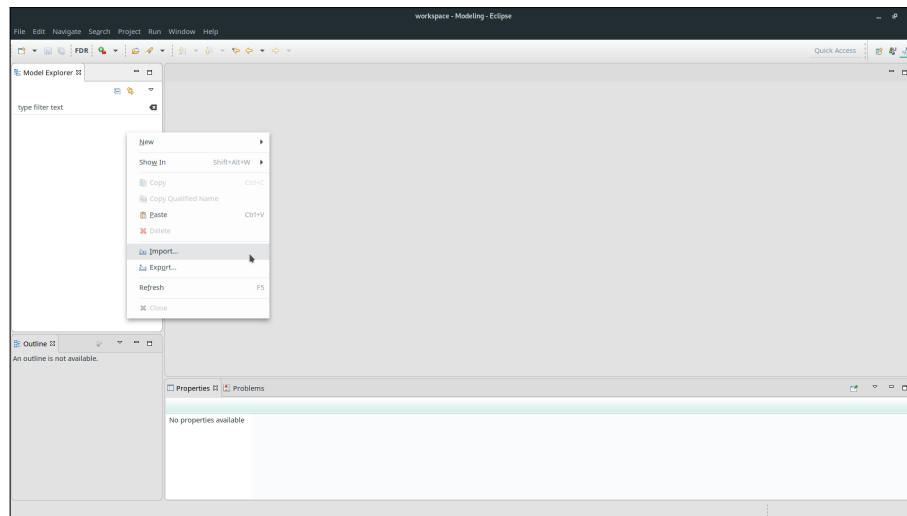 workspace - Modeling - Eclipse
File Edit Navigate Search Project Run Window Help
FDR
Quick Access
Model Explorer
type filter text
New
Show In Shift+Alt+W
Copy Ctrl+C
Copy Qualified Name
Paste Ctrl+V
Delete
Import...
Export...
Refresh F5
Close
Outline
An outline is not available.
Properties Problems
No properties available